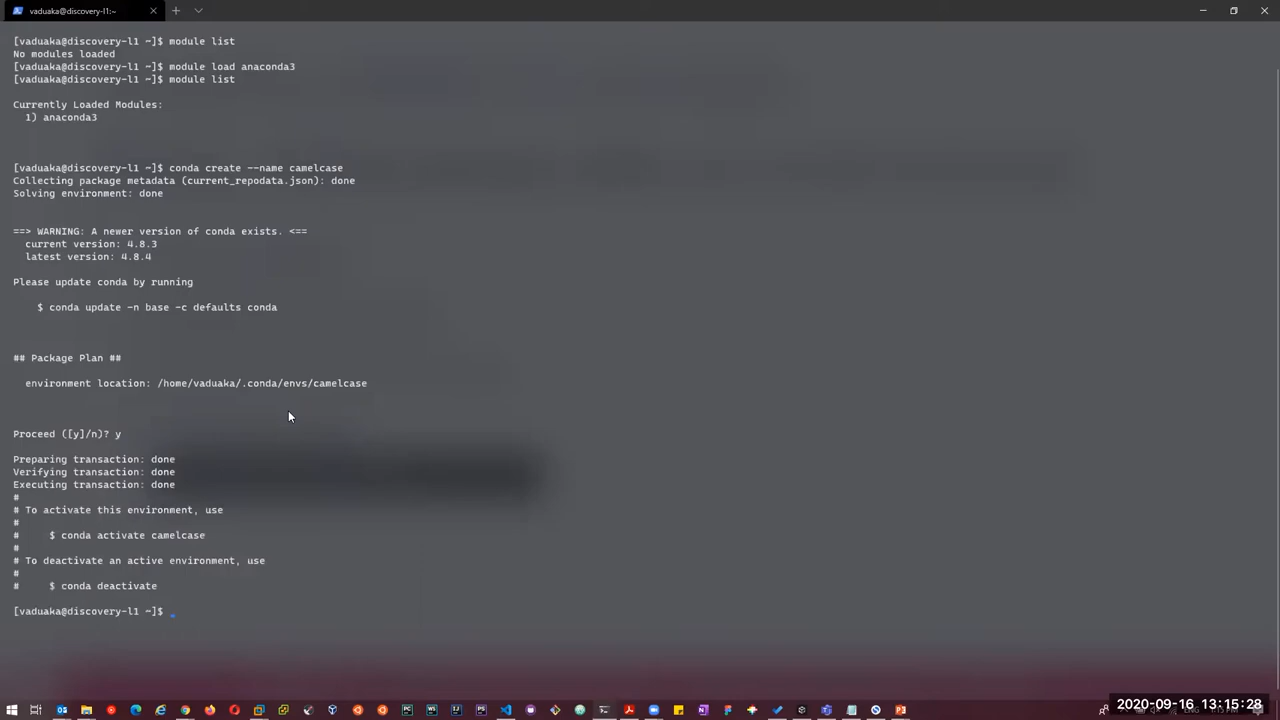 vaduaka@discovery-l1:~
[vaduaka@discovery-l1 ~]$ module list
No modules loaded
[vaduaka@discovery-l1 ~]$ module load anaconda3
[vaduaka@discovery-l1 ~]$ module list
Currently Loaded Modules:
1) anaconda3
[vaduaka@discovery-l1 ~]$ conda create --name camelcase
Collecting package metadata (current_repodata.json): done
Solving environment: done
==> WARNING: A newer version of conda exists. <==
current version: 4.8.3
latest version: 4.8.4
Please update conda by running
$ conda update -n base -c defaults conda
## Package Plan ##
environment location: /home/vaduaka/.conda/envs/camelcase
Proceed ([y]/n)? y
Preparing transaction: done
Verifying transaction: done
Executing transaction: done
#
# To activate this environment, use
#
# $ conda activate camelcase
#
# To deactivate an active environment, use
#
# $ conda deactivate
[vaduaka@discovery-l1 ~]$
2020-09-16 13:15:28